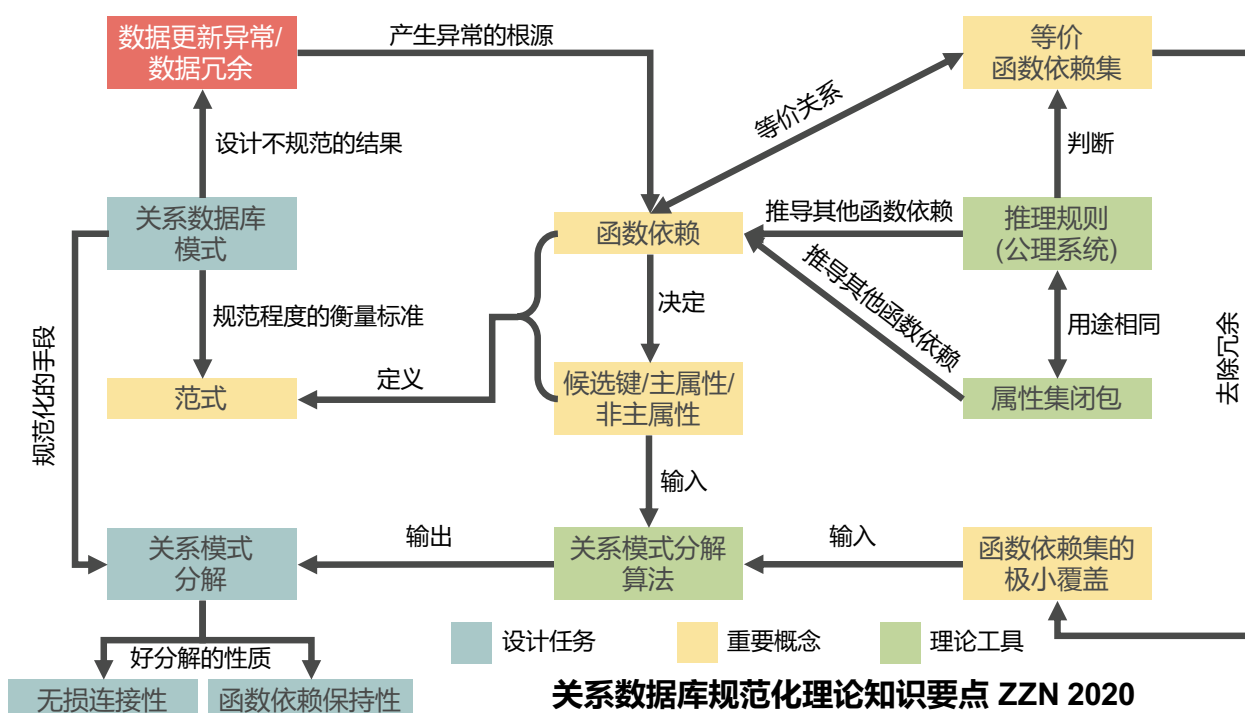 数据更新异常/
数据冗余
产生异常的根源
等价
函数依赖集
等价关系
设计不规范的结果
判断
关系数据库
模式
函数依赖
推导其他函数依赖
推理规则
(公理系统)
推导其他函数依赖
规范程度的衡量标准
决定
用途相同
去除冗余
规范化的手段
范式
定义
候选键/主属性/
非主属性
属性集闭包
输入
关系模式
分解
输出
关系模式分解
算法
输入
函数依赖集的
极小覆盖
好分解的性质
设计任务
重要概念
理论工具
无损连接性
函数依赖保持性
关系数据库规范化理论知识要点 ZZN 2020